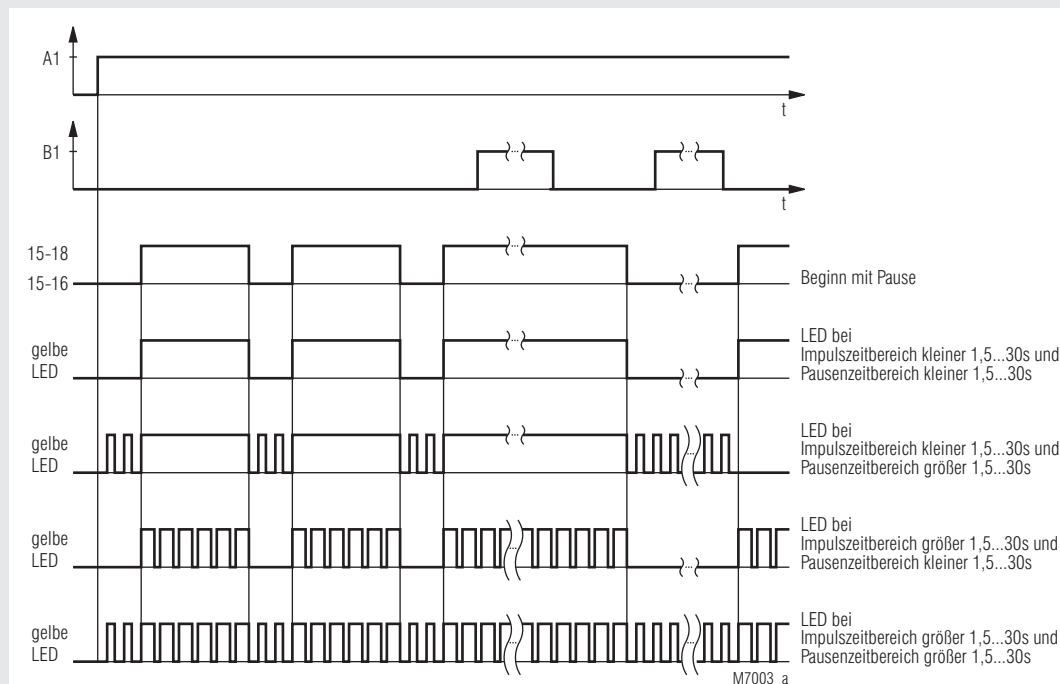 A1
t
B1
t
15-18
15-16
Beginn mit Pause
gelbe
LED
LED bei
Impulszeitbereich kleiner 1,5...30s und
Pausenzeitbereich kleiner 1,5...30s
gelbe
LED
LED bei
Impulszeitbereich kleiner 1,5...30s und
Pausenzeitbereich größer 1,5...30s
gelbe
LED
LED bei
Impulszeitbereich größer 1,5...30s und
Pausenzeitbereich kleiner 1,5...30s
gelbe
LED
LED bei
Impulszeitbereich größer 1,5...30s und
Pausenzeitbereich größer 1,5...30s
M7003_a